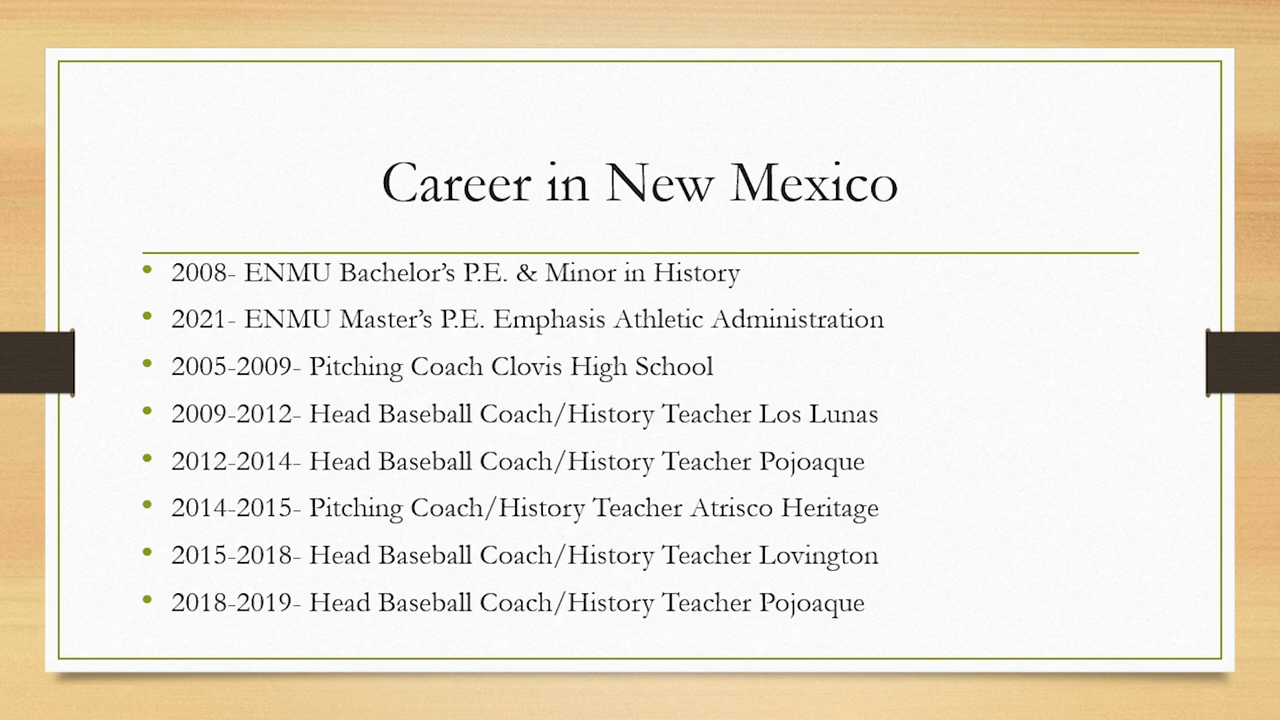 Career in New Mexico
• 2008- ENMU Bachelor’s P.E. & Minor in History
• 2021- ENMU Master’s P.E. Emphasis Athletic Administration
• 2005-2009- Pitching Coach Clovis High School
• 2009-2012- Head Baseball Coach/History Teacher Los Lunas
• 2012-2014- Head Baseball Coach/History Teacher Pojoaque
• 2014-2015- Pitching Coach/History Teacher Atrisco Heritage
• 2015-2018- Head Baseball Coach/History Teacher Lovington
• 2018-2019- Head Baseball Coach/History Teacher Pojoaque